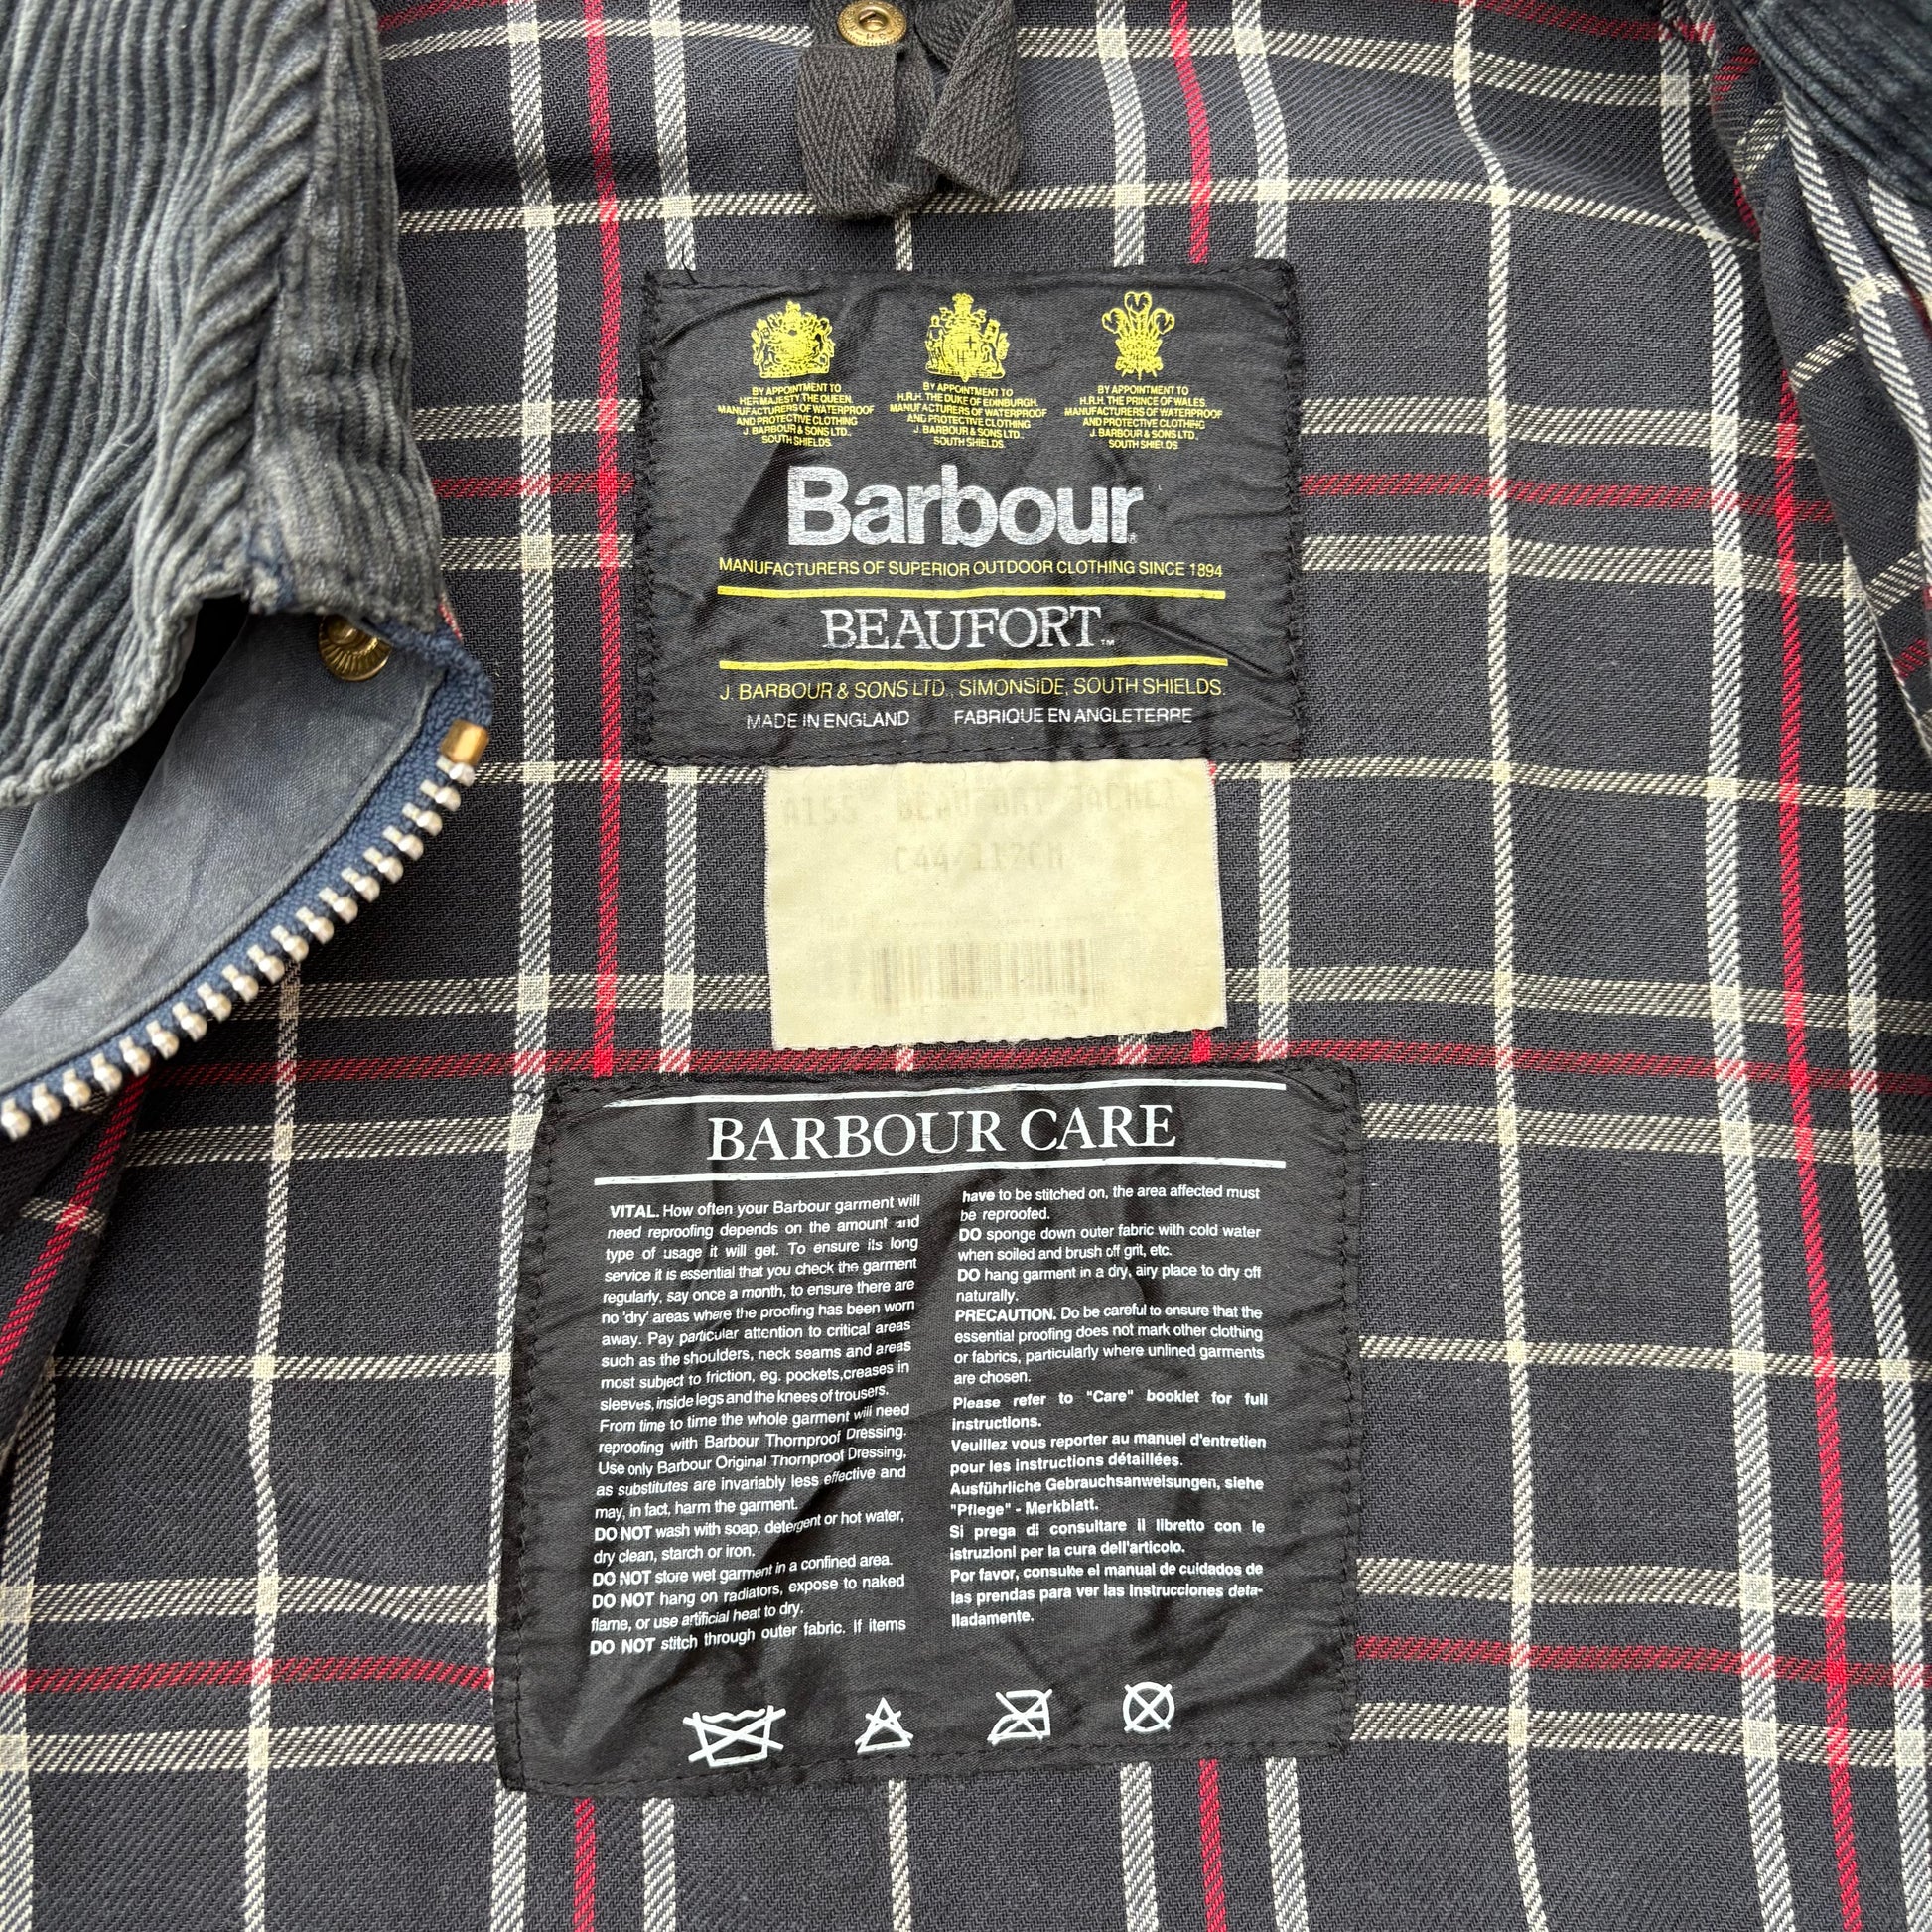 BY APPOINTMENT TO
HER MAJESTY THE QUEEN.
MANUFACTURERS OF WATERPROOF
AND PROTECTIVE CLOTHING
J. BARBOUR & SONS LTD.,
SOUTH SHIELDS.
BY APPOINTMENT TO
H.R.H. THE DUKE OF EDINBURGH.
MANUFACTURERS OF WATERPROOF
AND PROTECTIVE CLOTHING
J. BARBOUR & SONS LTD.,
SOUTH SHIELDS.
BY APPOINTMENT TO
H.R.H. THE PRINCE OF WALES.
MANUFACTURERS OF WATERPROOF
AND PROTECTIVE CLOTHING
J. BARBOUR & SONS LTD.,
SOUTH SHIELDS
Barbour
MANUFACTURERS OF SUPERIOR OUTDOOR CLOTHING SINCE 1894
BEAUFORT™
J. BARBOUR & SONS LTD, SIMONSIDE, SOUTH SHIELDS.
MADE IN ENGLAND FABRIQUE EN ANGLETERRE
A155 BEAUFORT JACKET
C44/112CM
BARBOUR CARE
VITAL. How often your Barbour garment will
need reproofing depends on the amount and
type of usage it will get. To ensure its long
service it is essential that you check the garment
regularly, say once a month, to ensure there are
no 'dry' areas where the proofing has been worn
away. Pay particular attention to critical areas
such as the shoulders, neck seams and areas
most subject to friction, eg. pockets,creases in
sleeves, inside legs and the knees of trousers.
From time to time the whole garment will need
reproofing with Barbour Thornproof Dressing.
Use only Barbour Original Thornproof Dressing,
as substitutes are invariably less effective and
may, in fact, harm the garment.
DO NOT wash with soap, detergent or hot water,
dry clean, starch or iron.
DO NOT store wet garment in a confined area.
DO NOT hang on radiators, expose to naked
flame, or use artificial heat to dry.
DO NOT stitch through outer fabric. If items
have to be stitched on, the area affected must
be reproofed.
DO sponge down outer fabric with cold water
when soiled and brush off grit, etc.
DO hang garment in a dry, airy place to dry off
naturally.
PRECAUTION. Do be careful to ensure that the
essential proofing does not mark other clothing
or fabrics, particularly where unlined garments
are chosen.
Please refer to "Care" booklet for full
instructions.
Veuillez vous reporter au manuel d'entretien
pour les instructions détaillées.
Ausführliche Gebrauchsanweisungen, siehe
"Pflege" - Merkblatt.
Si prega di consultare il libretto con le
istruzioni per la cura dell'articolo.
Por favor, consulte el manual de cuidados de
las prendas para ver las instrucciones deta-
lladamente.